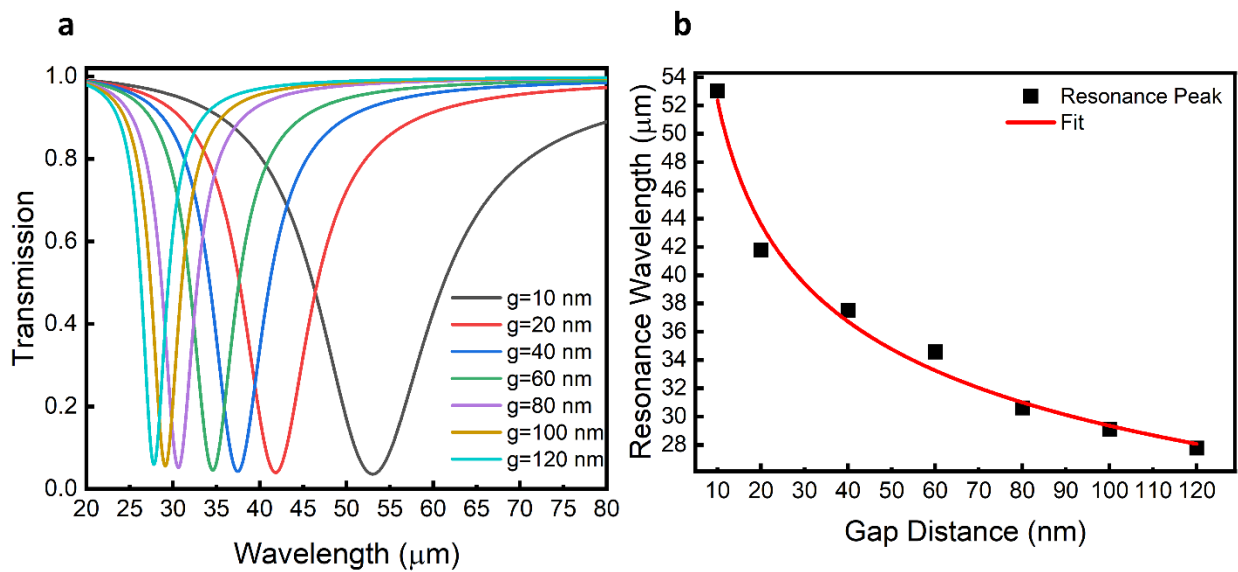 a
1.0
0.8
0.6
0.4
0.2
0.0
Transmission
g=10 nm
g=20 nm
g=40 nm
g=60 nm
g=80 nm
g=100 nm
g=120 nm
20 25 30 35 40 45 50 55 60 65 70 75 80
Wavelength (μm)
b
54
52
50
48
46
44
42
40
38
36
34
32
30
28
Resonance Wavelength (μm)
Resonance Peak
Fit
10 20 30 40 50 60 70 80 90 100 110 120
Gap Distance (nm)